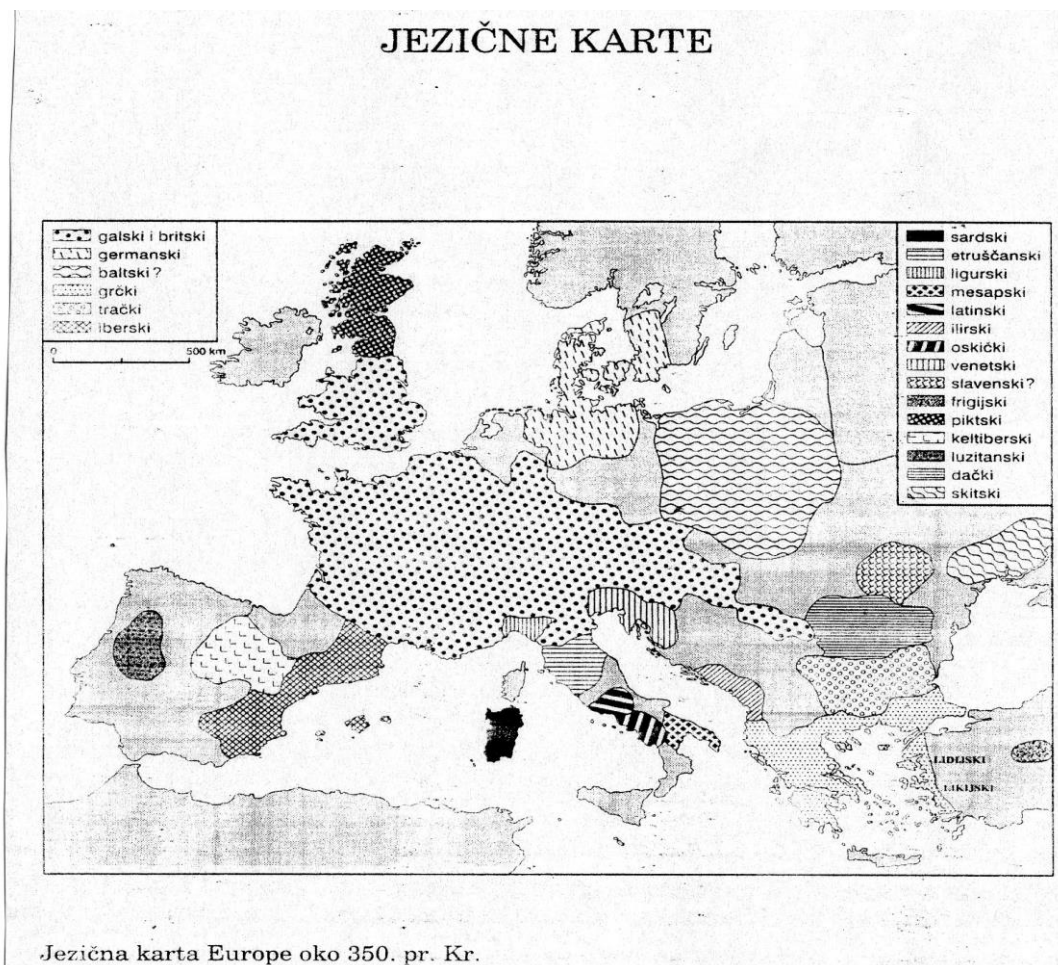 JEZIČNE KARTE
galski i britski
germanski
baltski?
grčki
trački
iberski
0 500 km
sardski
etruščanski
ligurski
mesapski
latinski
ilirski
oskički
venetski
slavenski?
frigijski
piktski
keltiberski
luzitanski
dački
skitski
LIDIJSKI
LIKIJSKI
Jezična karta Europe oko 350. pr. Kr.